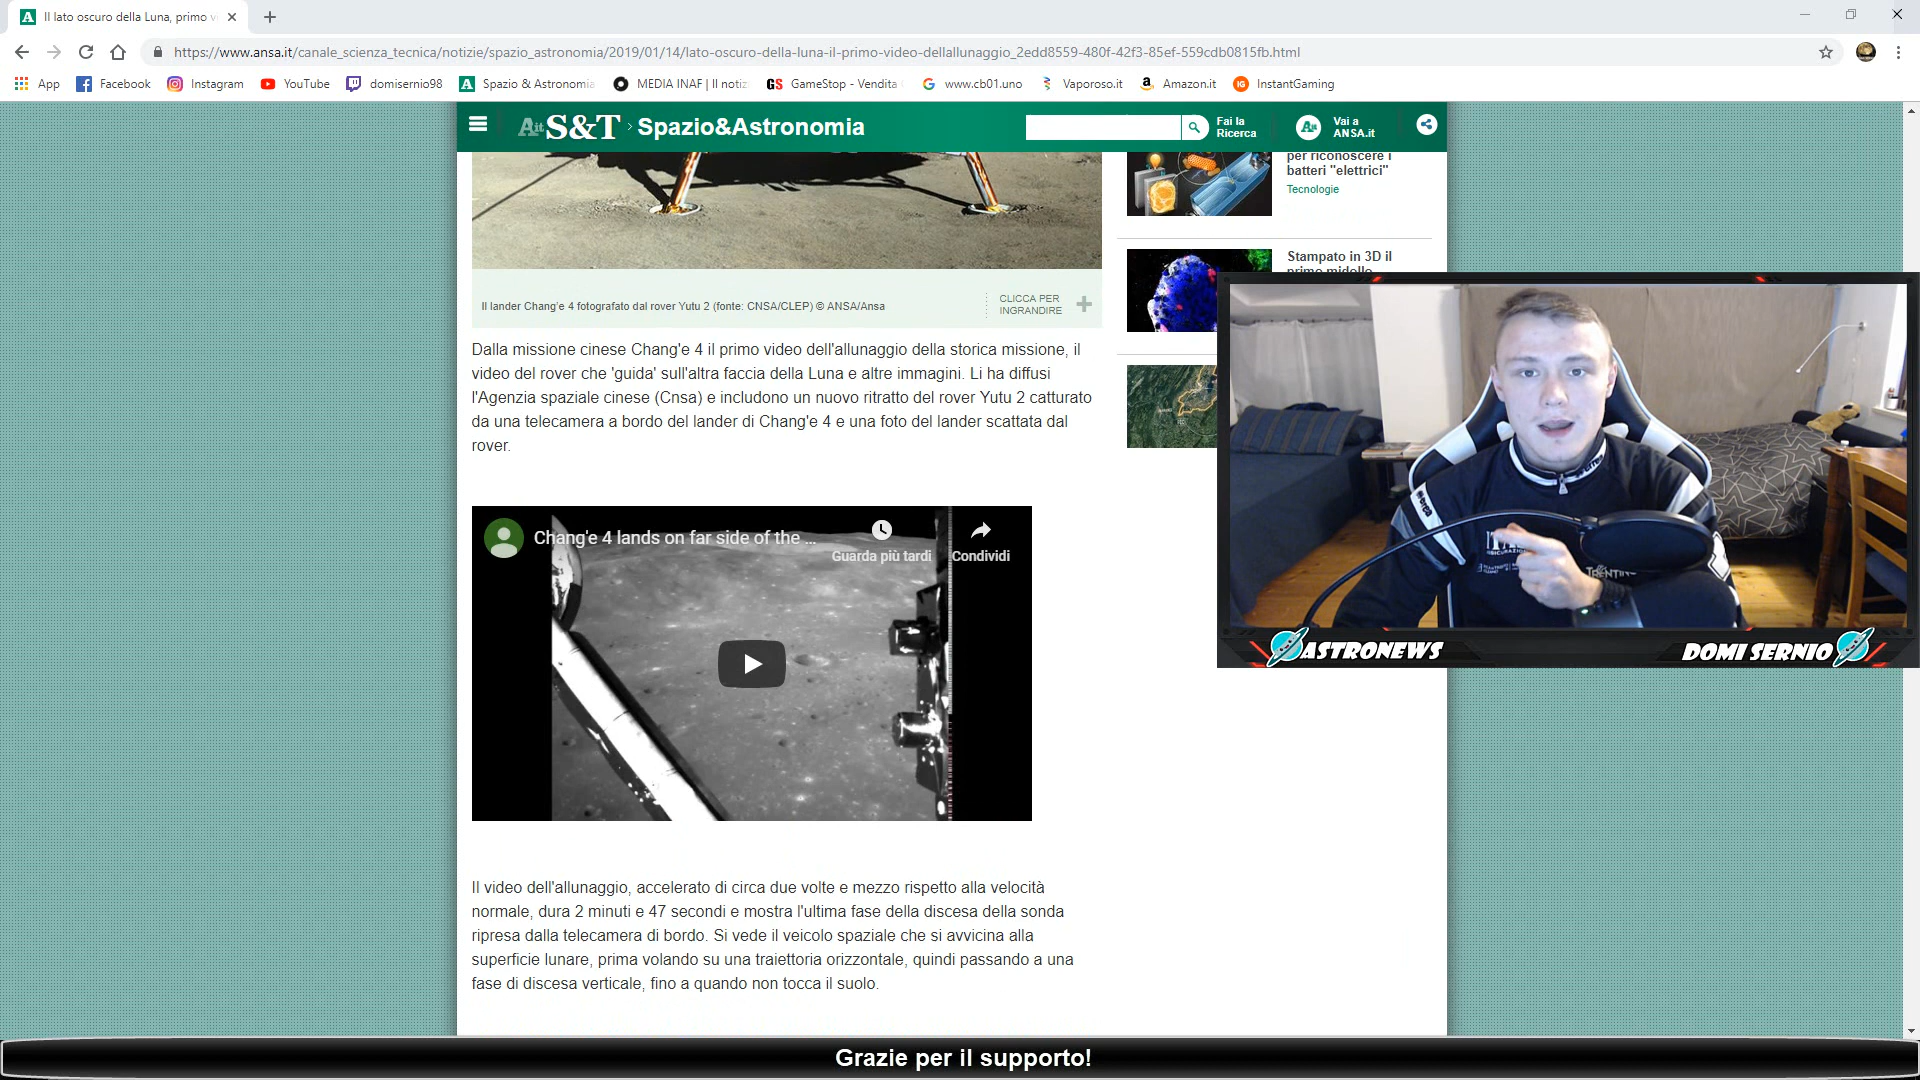 Il lato oscuro della Luna, primo v
https://www.ansa.it/canale_scienza_tecnica/notizie/spazio_astronomia/2019/01/14/lato-oscuro-della-luna-il-primo-video-dellallunaggio_2edd8559-480f-42f3-85ef-559cdb0815fb.html
App
Facebook
Instagram
YouTube
domisernio98
Spazio & Astronomia
MEDIA INAF | Il notiz
GameStop - Vendita
www.cb01.uno
Vaporoso.it
Amazon.it
InstantGaming
Ait S&T > Spazio&Astronomia
Fai la
Ricerca
Vai a
ANSA.it
per riconoscere i
batteri "elettrici"
Tecnologie
Stampato in 3D il
primo midollo
Il lander Chang'e 4 fotografato dal rover Yutu 2 (fonte: CNSA/CLEP) © ANSA/Ansa
CLICCA PER
INGRANDIRE
Dalla missione cinese Chang'e 4 il primo video dell'allunaggio della storica missione, il
video del rover che 'guida' sull'altra faccia della Luna e altre immagini. Li ha diffusi
l'Agenzia spaziale cinese (Cnsa) e includono un nuovo ritratto del rover Yutu 2 catturato
da una telecamera a bordo del lander di Chang'e 4 e una foto del lander scattata dal
rover.
Chang'e 4 lands on far side of the ...
Guarda più tardi
Condividi
ASTRONEWS
DOMI SERNIO
Il video dell'allunaggio, accelerato di circa due volte e mezzo rispetto alla velocità
normale, dura 2 minuti e 47 secondi e mostra l'ultima fase della discesa della sonda
ripresa dalla telecamera di bordo. Si vede il veicolo spaziale che si avvicina alla
superficie lunare, prima volando su una traiettoria orizzontale, quindi passando a una
fase di discesa verticale, fino a quando non tocca il suolo.
Grazie per il supporto!